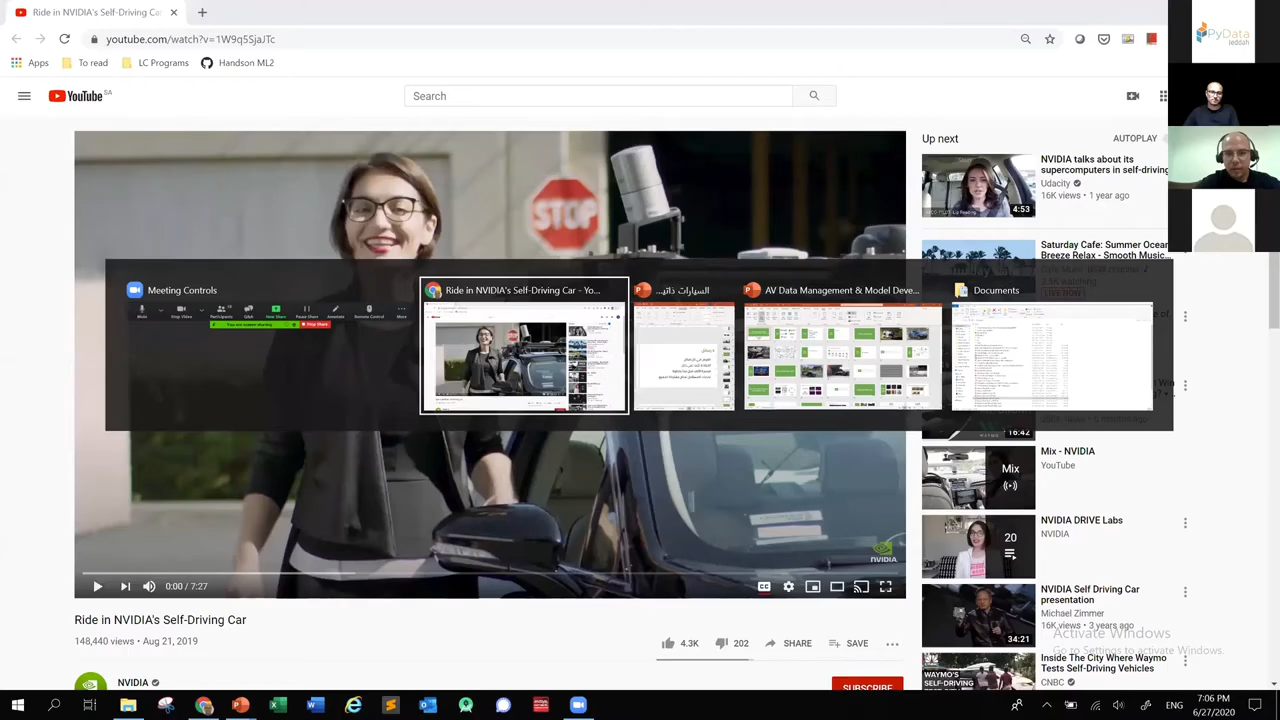 Ride in NVIDIA's Self-Driving Ca
youtube.com/watch?v=1W9q5SjaJTc
Apps
To read
LC Programs
Handson ML2
PyData
Jeddah
YouTube SA
Search
Up next
AUTOPLAY
NVIDIA talks about its
supercomputers in self-driving
Udacity
16K views • 1 year ago
4:53
Saturday Cafe: Summer Ocean
Breeze Relax - Smooth Music...
STOP
Meeting Controls
Ride in NVIDIA's Self-Driving Car - Yo...
السيارات ذاتي...
AV Data Management & Model Deve...
Documents
16:42
Mix
Mix - NVIDIA
YouTube
20
NVIDIA DRIVE Labs
NVIDIA
NVIDIA
0:00 / 7:27
NVIDIA Self Driving Car
presentation
Michael Zimmer
16K views • 3 years ago
34:21
Ride in NVIDIA's Self-Driving Car
148,440 views • Aug 21, 2019
4.3K
202
SHARE
SAVE
Activate Windows
Go to Settings to activate Windows.
Inside The City Where Waymo
Tests Self-Driving Vehicles
CNBC
WAYMO'S
SELF-DRIVING
NVIDIA
SUBSCRIBE
ENG
7:06 PM
6/27/2020